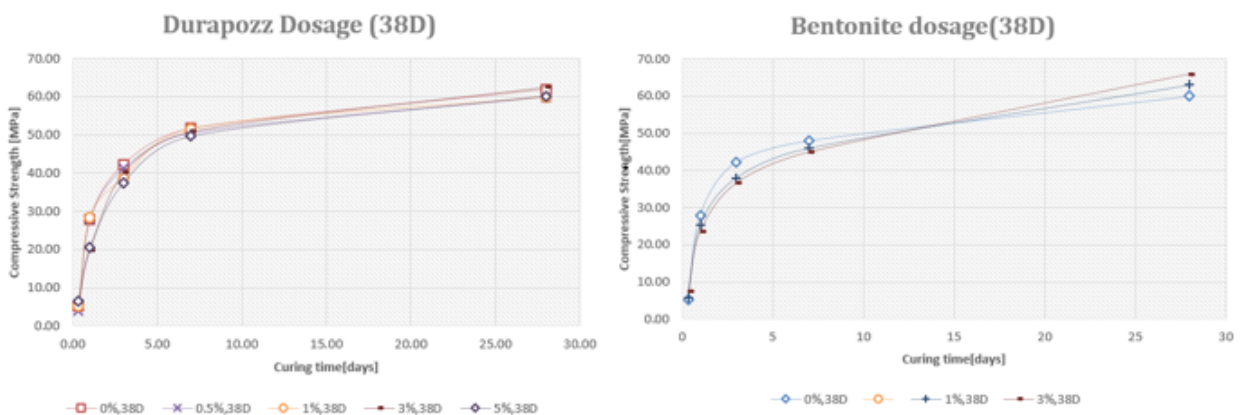 Durapozz Dosage (38D)
70.00
60.00
50.00
40.00
30.00
20.00
10.00
0.00
Compressive Strength [MPa]
0.00 5.00 10.00 15.00 20.00 25.00 30.00
Curing time[days]
0%,38D 0.5%,38D 1%,38D 3%,38D 5%,38D
Bentonite dosage(38D)
70.00
60.00
50.00
40.00
30.00
20.00
10.00
0.00
Compressive Strength[MPa]
0 5 10 15 20 25 30
Curing time[days]
0%,38D 1%,38D 3%,38D